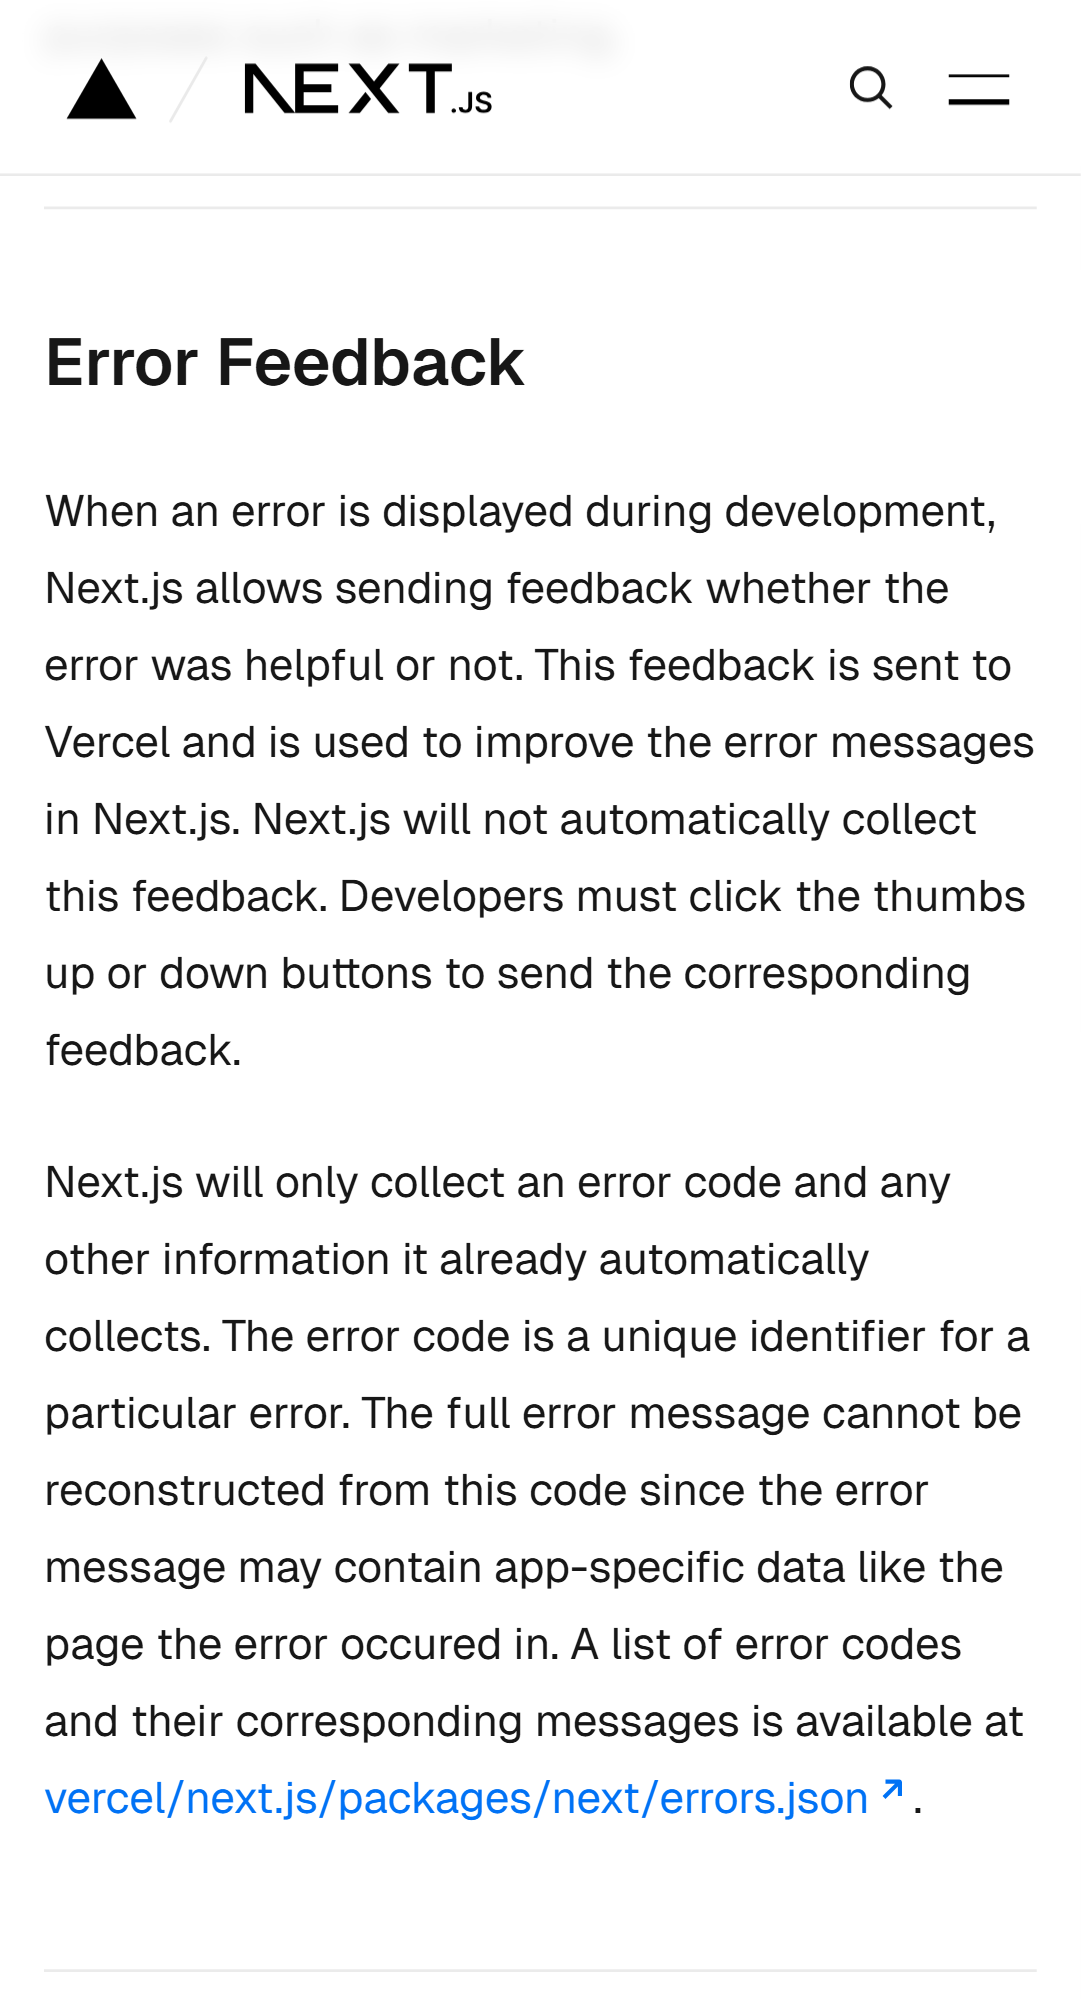 NEXT.JS
Error Feedback
When an error is displayed during development,
Next.js allows sending feedback whether the
error was helpful or not. This feedback is sent to
Vercel and is used to improve the error messages
in Next.js. Next.js will not automatically collect
this feedback. Developers must click the thumbs
up or down buttons to send the corresponding
feedback.
Next.js will only collect an error code and any
other information it already automatically
collects. The error code is a unique identifier for a
particular error. The full error message cannot be
reconstructed from this code since the error
message may contain app-specific data like the
page the error occured in. A list of error codes
and their corresponding messages is available at
vercel/next.js/packages/next/errors.json ↗.